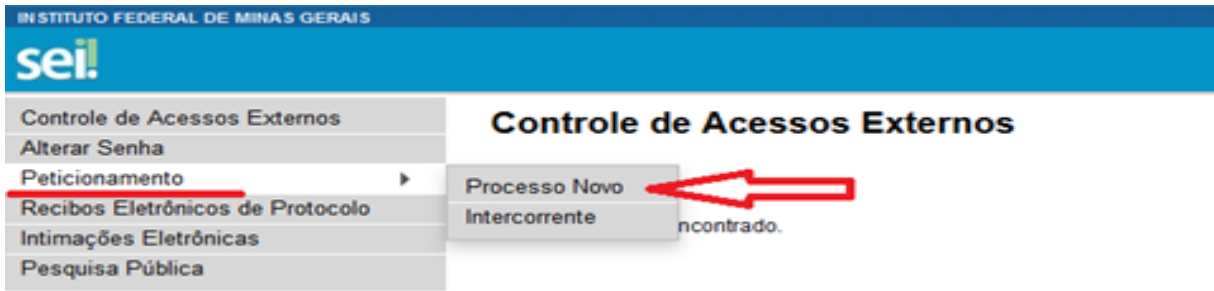 INSTITUTO FEDERAL DE MINAS GERAIS
sei!
Controle de Acessos Externos
Alterar Senha
Peticionamento
Recibos Eletrônicos de Protocolo
Intimações Eletrônicas
Pesquisa Pública
Controle de Acessos Externos
Processo Novo
Intercorrente
ncontrado.